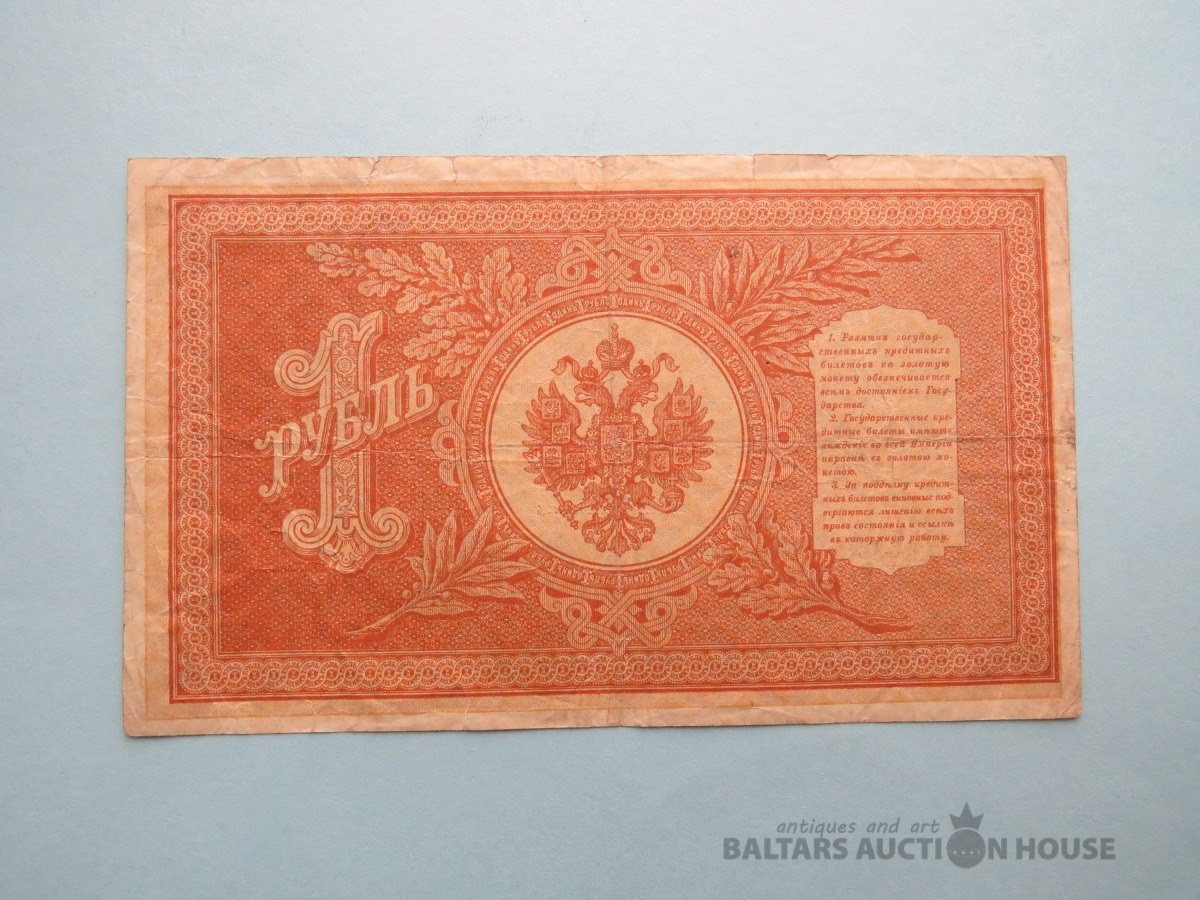 1
РУБЛЬ
1. Размѣнъ государ-
ственныхъ кредитныхъ
билетовъ на золотую
монету обезпечивается
всѣмъ достояніемъ Госу-
дарства.
2. Государственные кре-
дитные билеты имѣютъ
хожденіе во всей Имперіи
наравнѣ съ золотою мо-
нетою.
3. За поддѣлку кредит-
ныхъ билетовъ виновные под-
вергаются лишенію всѣхъ
правъ состоянія и ссылкѣ
въ каторжную работу.
antiques and art
BALTARS AUCTION HOUSE